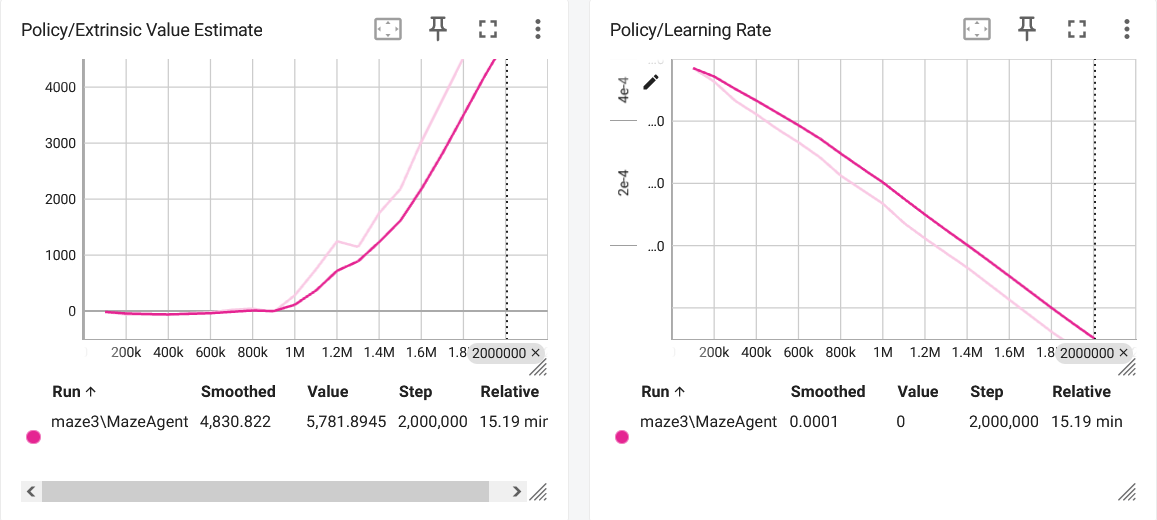 Policy/Extrinsic Value Estimate
4000
3000
2000
1000
0
200k 400k 600k 800k 1M 1.2M 1.4M 1.6M 1.8 2000000 ×
Run ↑ Smoothed Value Step Relative
maze3\MazeAgent 4,830.822 5,781.8945 2,000,000 15.19 min
Policy/Learning Rate
4e-4
2e-4
...0
...0
...0
200k 400k 600k 800k 1M 1.2M 1.4M 1.6M 1.8 2000000 ×
Run ↑ Smoothed Value Step Relative
maze3\MazeAgent 0.0001 0 2,000,000 15.19 min